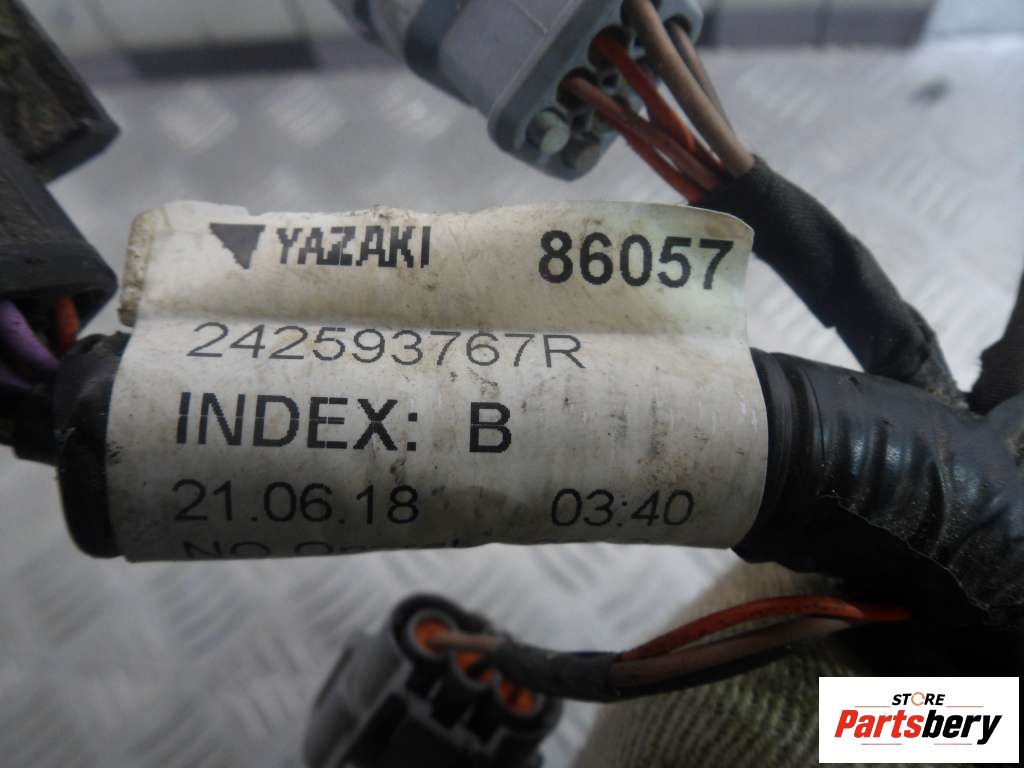 YAZAKI 86057
242593767R
INDEX: B
21.06.18 03:40
STORE
Partsbery